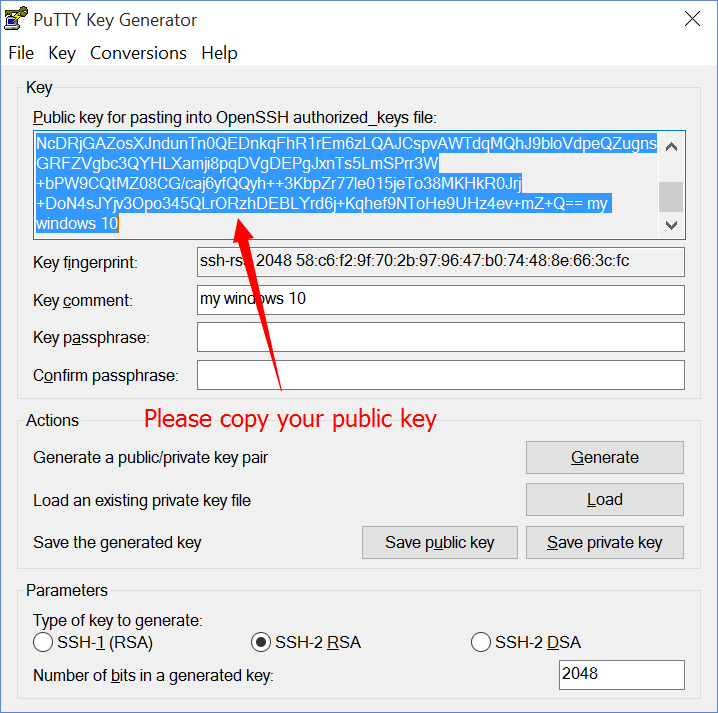 PuTTY Key Generator
File Key Conversions Help
Key
Public key for pasting into OpenSSH authorized_keys file:
NcDRjGAZosXJndunTn0QEDnkqFhR1rEm6zLQAJCspvAWTdqMQhJ9bloVdpeQZugns
GRFZVgbc3QYHLXamji8pqDVgDEPgJxnTs5LmSPrr3W
+bPW9CQtMZ08CG/caj6yfQQyh++3KbpZr77le015jeTo38MKHkR0Jrj
+DoN4sJYjv3Opo345QLrORzhDEBLYrd6j+Kqhef9NToHe9UHz4ev+mZ+Q== my
windows 10
Key fingerprint:
ssh-rsa 2048 58:c6:f2:9f:70:2b:97:96:47:b0:74:48:8e:66:3c:fc
Key comment:
my windows 10
Key passphrase:
Confirm passphrase:
Please copy your public key
Actions
Generate a public/private key pair
Generate
Load an existing private key file
Load
Save the generated key
Save public key
Save private key
Parameters
Type of key to generate:
SSH-1 (RSA)
SSH-2 RSA
SSH-2 DSA
Number of bits in a generated key:
2048